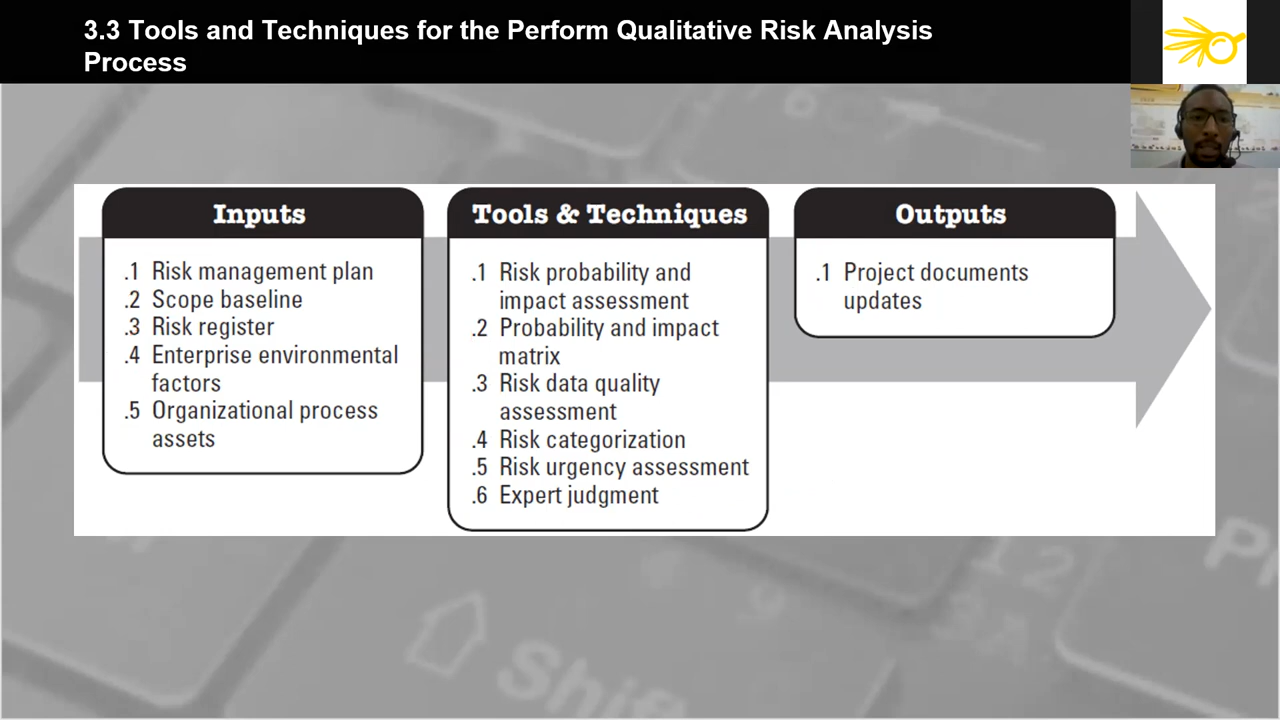 3.3 Tools and Techniques for the Perform Qualitative Risk Analysis
Process
Inputs
.1 Risk management plan
.2 Scope baseline
.3 Risk register
.4 Enterprise environmental
factors
.5 Organizational process
assets
Tools & Techniques
.1 Risk probability and
impact assessment
.2 Probability and impact
matrix
.3 Risk data quality
assessment
.4 Risk categorization
.5 Risk urgency assessment
.6 Expert judgment
Outputs
.1 Project documents
updates
Shift